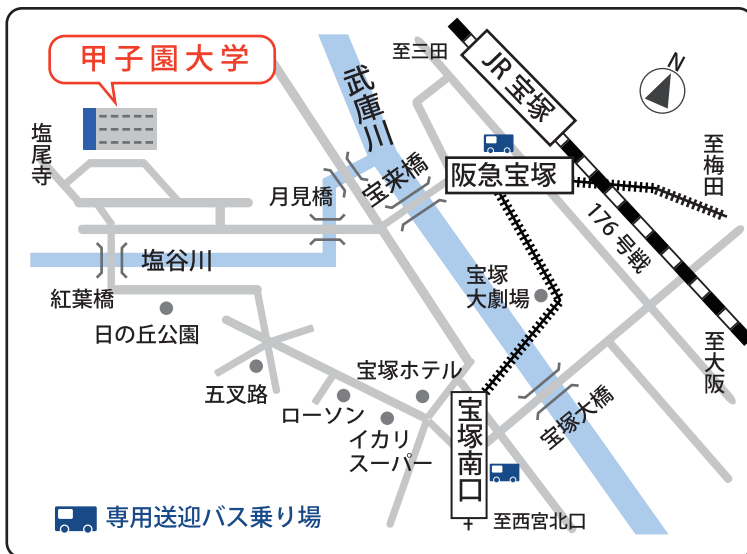 甲子園大学
至三田
JR宝塚
N
武庫川
塩尾寺
至梅田
宝来橋
阪急宝塚
月見橋
176号戦
塩谷川
宝塚
大劇場
紅葉橋
日の丘公園
至大阪
宝塚ホテル
五叉路
ローソン
宝塚大橋
イカリ
スーパー
宝塚南口
専用送迎バス乗り場
至西宮北口